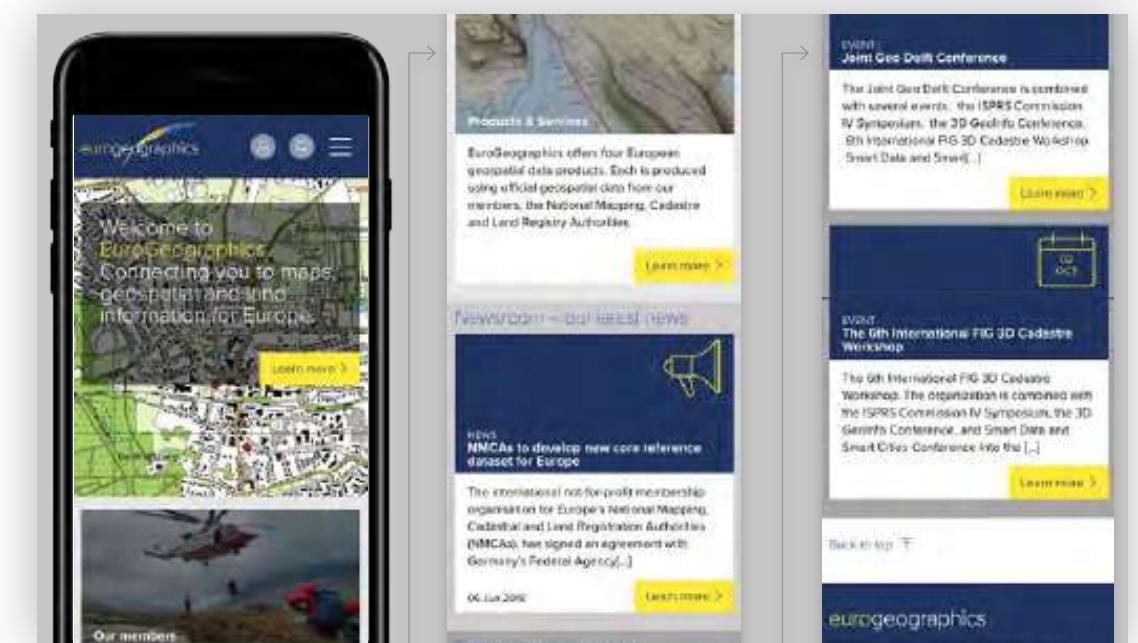 eurogeographics
Welcome to
EuroGeographics.
Connecting you to maps,
geospatial and land
information for Europe.
Learn more >
Our members
Products & Services
EuroGeographics offers four European
geospatial data products. Each is produced
using official geospatial data from our
members, the National Mapping, Cadastre
and Land Registry Authorities.
Learn more >
Newsroom – our latest news
NEWS
NMCAs to develop new core reference
dataset for Europe
The international not-for-profit membership
organisation for Europe's National Mapping,
Cadastral and Land Registration Authorities
(NMCAs), has signed an agreement with
Germany's Federal Agency[...]
06 Jun 2018
Learn more >
EVENT
Joint Geo Delft Conference
The Joint Geo Delft Conference is combined
with several events: the ISPRS Commission
IV Symposium, the 3D GeoInfo Conference,
6th International FIG 3D Cadastre Workshop
Smart Data and Smart[...]
Learn more >
02
OCT
EVENT
The 6th International FIG 3D Cadastre
Workshop
The 6th International FIG 3D Cadastre
Workshop. The organization is combined with
the ISPRS Commission IV Symposium, the 3D
GeoInfo Conference, and Smart Data and
Smart Cities Conference into the [...]
Learn more >
Back to top
eurogeographics